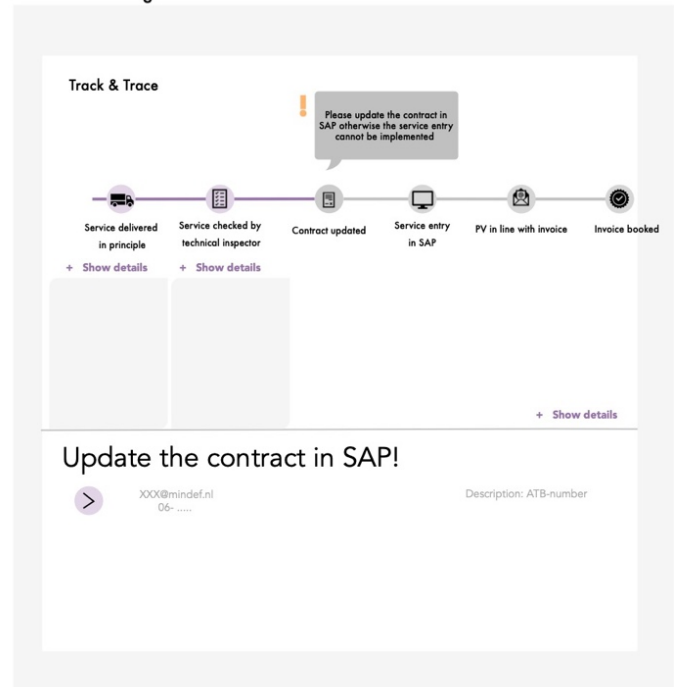 Track & Trace
!
Please update the contract in
SAP otherwise the service entry
cannot be implemented
Service delivered
in principle
Service checked by
technical inspector
Contract updated
Service entry
in SAP
PV in line with invoice
Invoice booked
+ Show details
+ Show details
+ Show details
Update the contract in SAP!
>
XXX@mindef.nl
06- .....
Description: ATB-number